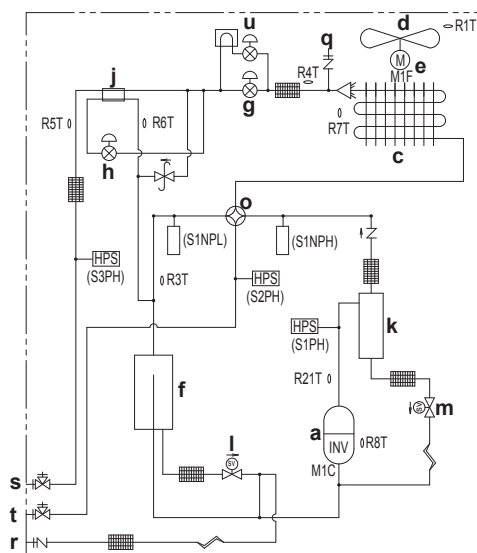 d
R1T
u
q
M
e
M1F
j
R4T
g
R5T
R6T
R7T
h
c
o
(S1NPL)
(S1NPH)
HPS
(S3PH)
R3T
HPS
(S2PH)
k
HPS
(S1PH)
f
R21T
SV
m
a
l
SV
INV
R8T
M1C
s
t
r